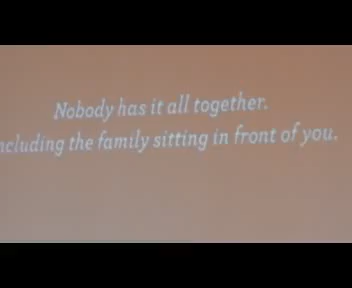 Nobody has it all together.
ncluding the family sitting in front of you.